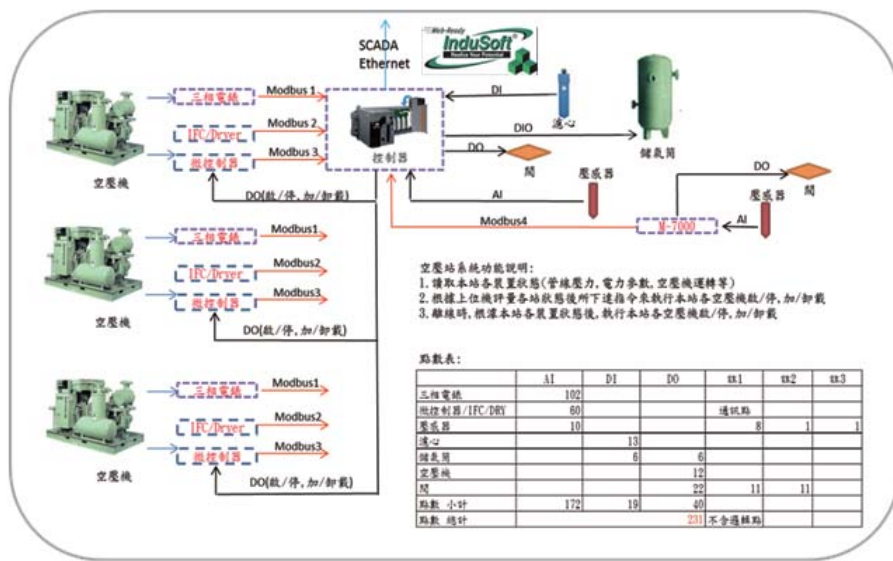 SCADA
Ethernet
Web-Ready
InduSoft®
三相電錶
Modbus 1
IFC/Dryer
Modbus 2
微控制器
Modbus 3
空壓機
DO(啟/停, 加/卸載)
控制器
DI
濾心
DIO
儲氣筒
DO
閥
AI
壓感器
Modbus4
M-7000
DO
閥
AI
壓感器
三相電錶
Modbus1
IFC/Dryer
Modbus2
微控制器
Modbus3
空壓機
DO(啟/停, 加/卸載)
三相電錶
Modbus1
IFC/Dryer
Modbus2
微控制器
Modbus3
空壓機
DO(啟/停, 加/卸載)
空壓站系統功能說明:
1. 讀取本站各裝置狀態(管線壓力, 電力參數, 空壓機運轉等)
2. 根據上位機評量各站狀態後所下達指令來執行本站各空壓機啟/停, 加/卸載
3. 離線時, 根據本站各裝置狀態後, 執行本站各空壓機啟/停, 加/卸載
點數表:
AI DI DO
三相電錶 102
微控制器/IFC/DRY 60 通訊點
壓感器 10 8 1 1
濾心 13
儲氣筒 6 6
空壓機 12
閥 22 11 11
點數 小計 172 19 40
點數 總計 231 不含邏輯點